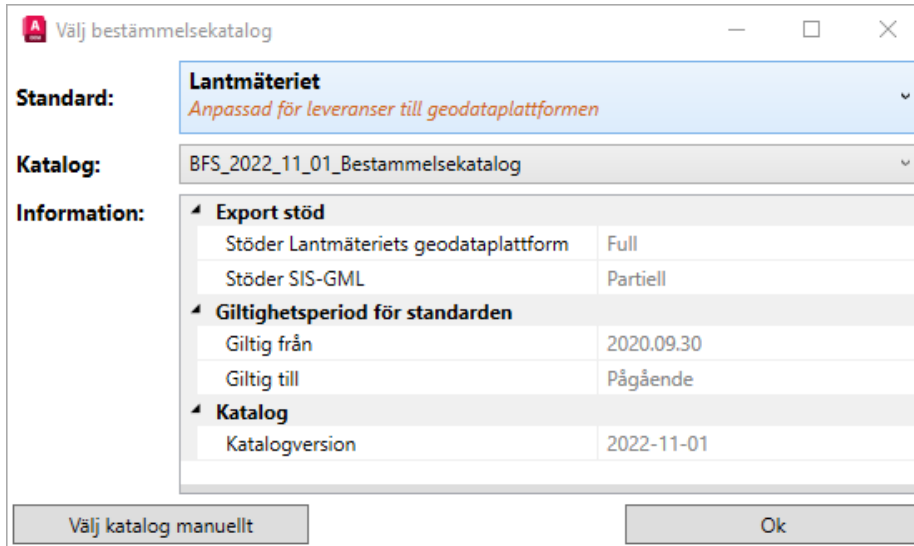 Välj bestämmelsekatalog
Standard:
Lantmäteriet
Anpassad för leveranser till geodataplattformen
Katalog:
BFS_2022_11_01_Bestammelsekatalog
Information:
Export stöd
Stöder Lantmäteriets geodataplattform Full
Stöder SIS-GML Partiell
Giltighetsperiod för standarden
Giltig från 2020.09.30
Giltig till Pågående
Katalog
Katalogversion 2022-11-01
Välj katalog manuellt Ok